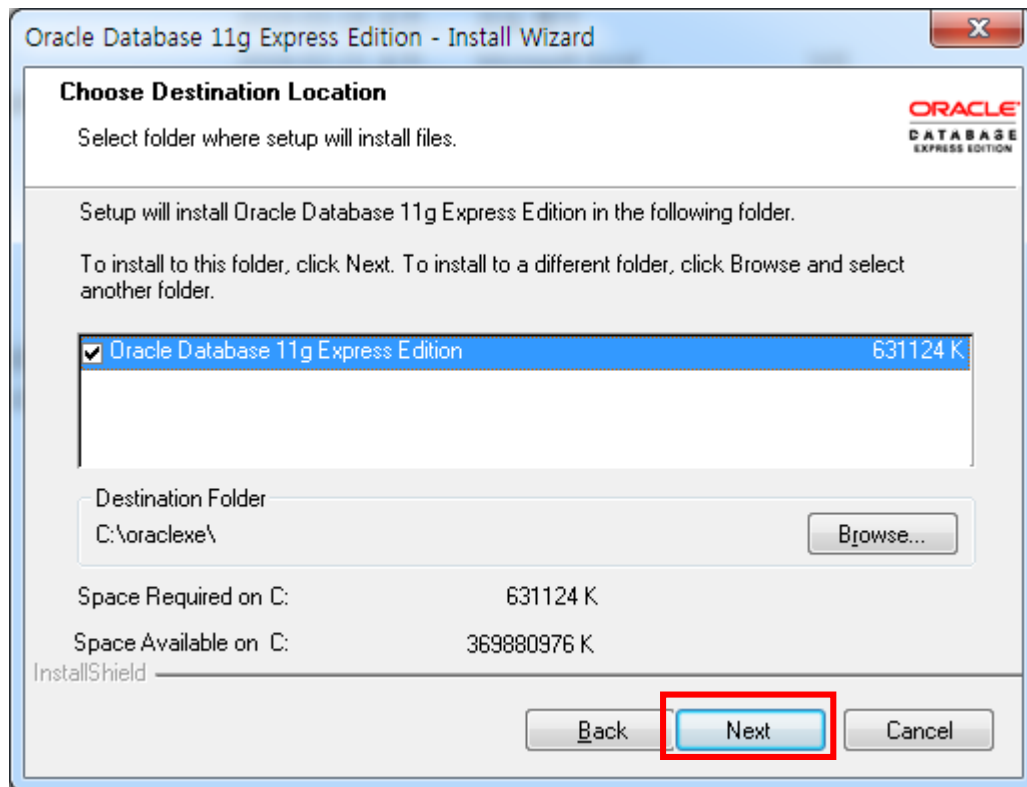 Oracle Database 11g Express Edition - Install Wizard
Choose Destination Location
Select folder where setup will install files.
ORACLE
DATABASE
EXPRESS EDITION
Setup will install Oracle Database 11g Express Edition in the following folder.
To install to this folder, click Next. To install to a different folder, click Browse and select
another folder.
Oracle Database 11g Express Edition 631124 K
Destination Folder
C:\oraclexe\
Browse...
Space Required on C: 631124 K
Space Available on C: 369880976 K
InstallShield
Back Next Cancel